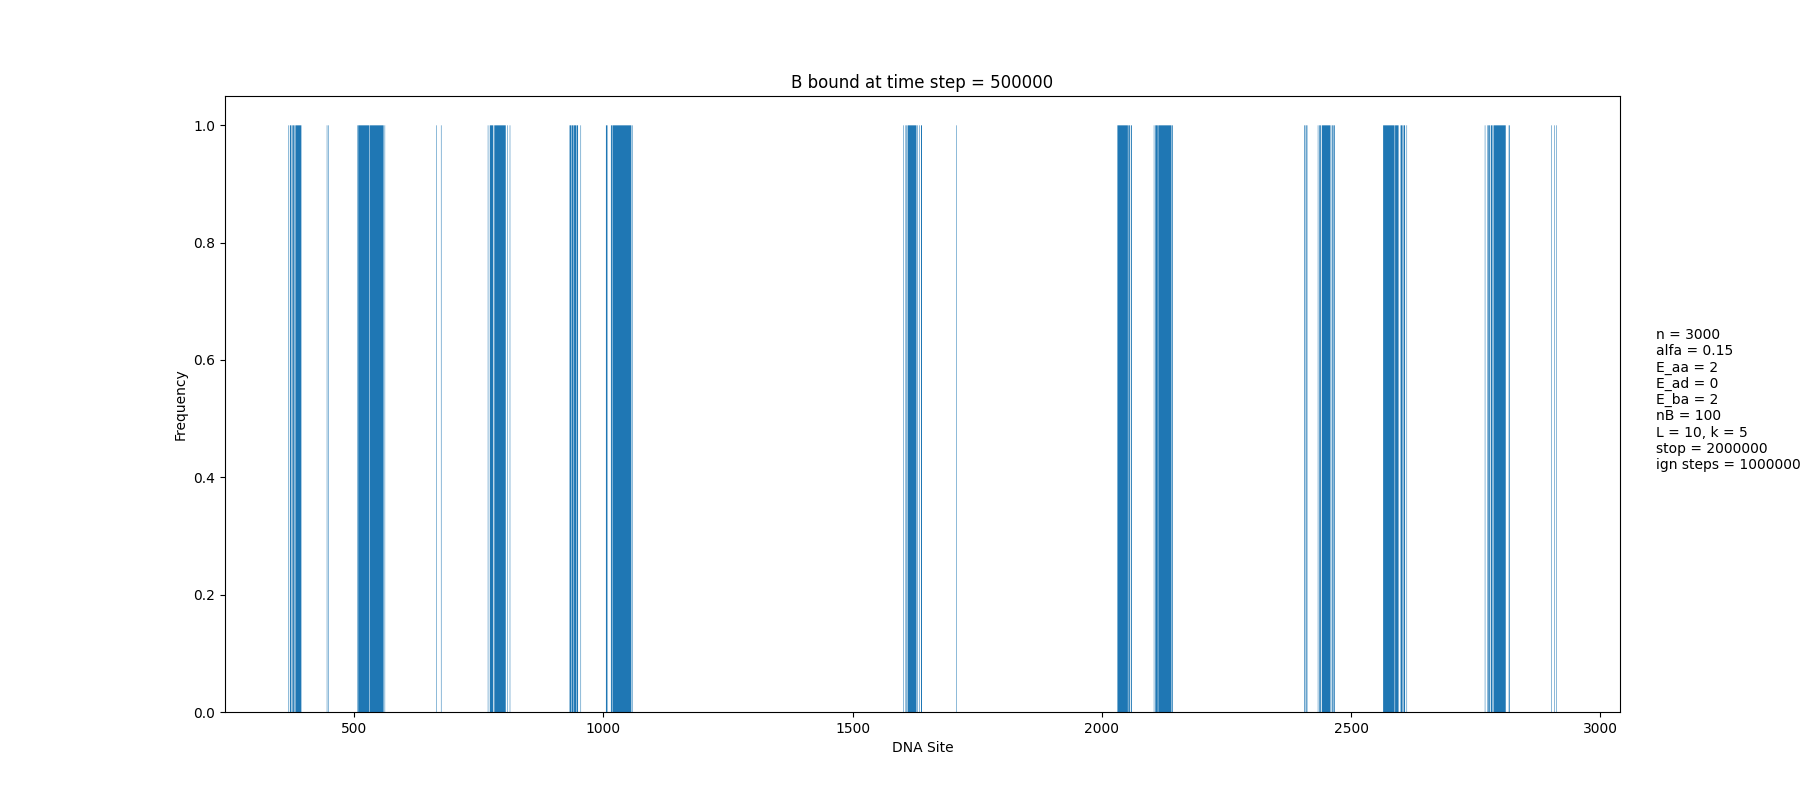 B bound at time step = 500000
1.0
0.8
0.6
0.4
0.2
0.0
Frequency
500
1000
1500
2000
2500
3000
DNA Site
n = 3000
alfa = 0.15
E_aa = 2
E_ad = 0
E_ba = 2
nB = 100
L = 10, k = 5
stop = 2000000
ign steps = 1000000